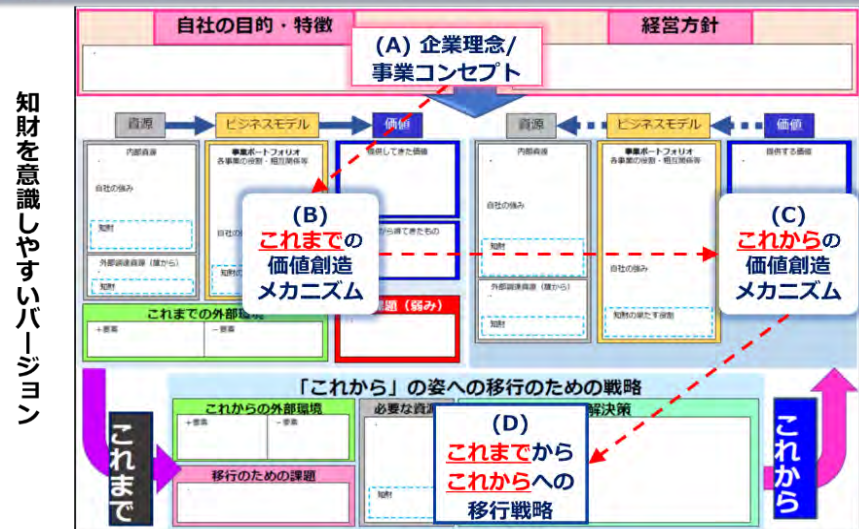 知財を意識しやすいバージョン
自社の目的・特徴
経営方針
(A) 企業理念/
事業コンセプト
資源
ビジネスモデル
価値
内部資源
自社の強み
知財
外部調達資源（誰から）
知財
事業ポートフォリオ
各事業の役割・相互関係等
提供してきた価値
(B)
これまでの
価値創造
メカニズム
これまでの外部環境
＋要素
－要素
題（弱み）
資源
ビジネスモデル
価値
内部資源
自社の強み
知財
外部調達資源（誰から）
知財
事業ポートフォリオ
各事業の役割・相互関係等
自社の強み
知財の果たす役割
提供する価値
(C)
これからの
価値創造
メカニズム
「これから」の姿への移行のための戦略
これまで
これからの外部環境
＋要素
－要素
移行のための課題
必要な資源
知財
解決策
(D)
これまでから
これからへの
移行戦略
これから